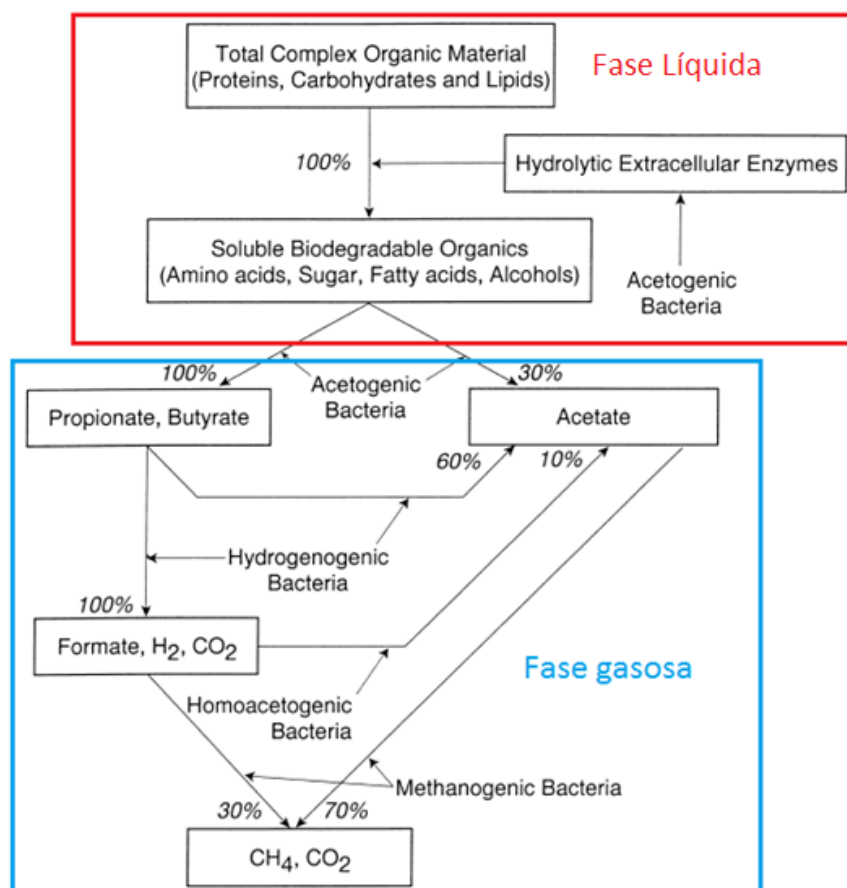 Total Complex Organic Material
(Proteins, Carbohydrates and Lipids)
Fase Líquida
100%
Hydrolytic Extracellular Enzymes
Soluble Biodegradable Organics
(Amino acids, Sugar, Fatty acids, Alcohols)
Acetogenic
Bacteria
100%
Acetogenic
Bacteria
30%
Propionate, Butyrate
Acetate
60%
10%
Hydrogenogenic
Bacteria
100%
Formate, H2, CO2
Fase gasosa
Homoacetogenic
Bacteria
Methanogenic Bacteria
30%
70%
CH4, CO2